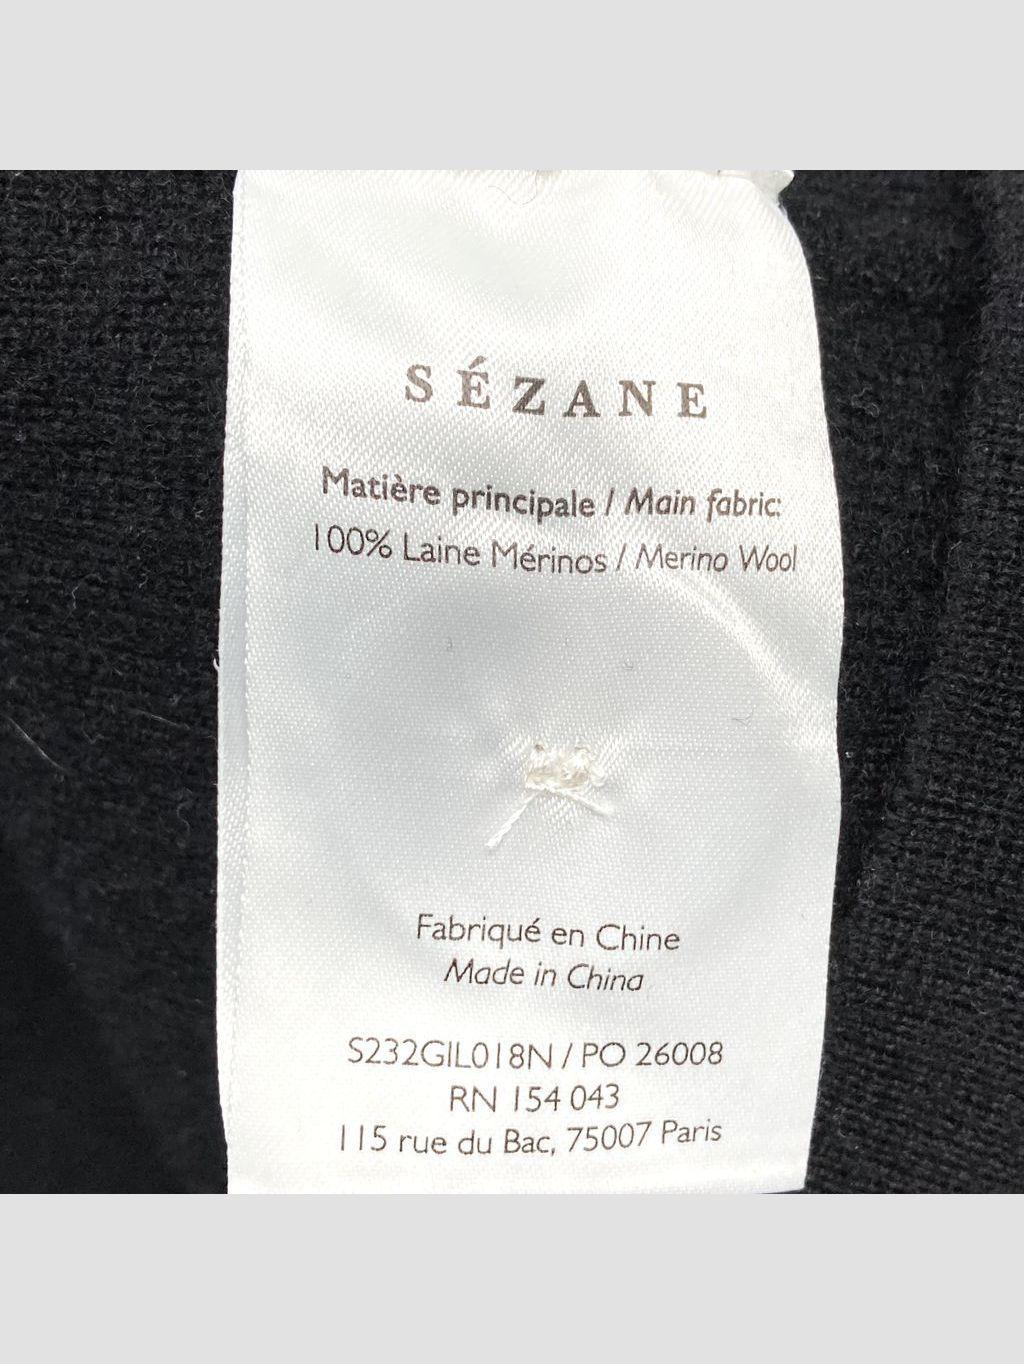 SÉZANE
Matière principale / Main fabric:
100% Laine Mérinos / Merino Wool
Fabriqué en Chine
Made in China
S232GIL018N / PO 26008
RN 154 043
115 rue du Bac, 75007 Paris